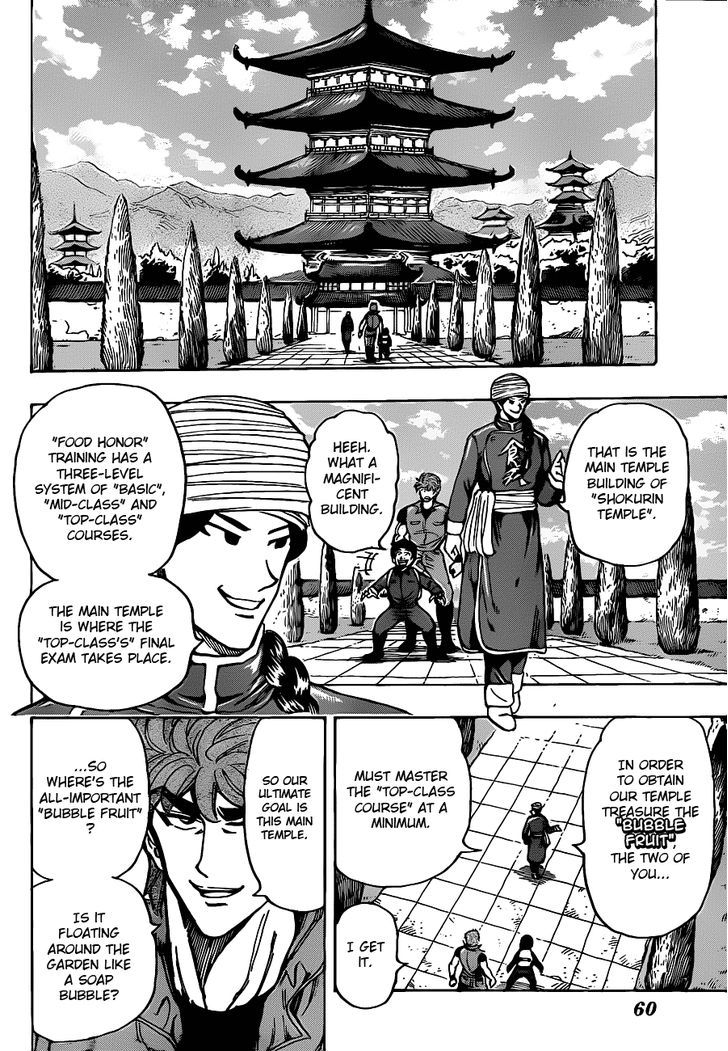 THAT IS THE
MAIN TEMPLE
BUILDING OF
"SHOKURIN
TEMPLE".
HEEH.
WHAT A
MAGNIFI-
CENT
BUILDING.
"FOOD HONOR"
TRAINING HAS A
THREE-LEVEL
SYSTEM OF "BASIC",
"MID-CLASS" AND
"TOP-CLASS"
COURSES.
THE MAIN TEMPLE
IS WHERE THE
"TOP-CLASS'S" FINAL
EXAM TAKES PLACE.
IN ORDER
TO OBTAIN
OUR TEMPLE
TREASURE THE
"BUBBLE
FRUIT",
THE TWO OF
YOU...
MUST MASTER
THE "TOP-CLASS
COURSE" AT A
MINIMUM.
I GET
IT.
SO OUR
ULTIMATE
GOAL IS
THIS MAIN
TEMPLE.
...SO
WHERE'S THE
ALL-IMPORTANT
"BUBBLE FRUIT"
?
IS IT
FLOATING
AROUND THE
GARDEN LIKE
A SOAP
BUBBLE?
60